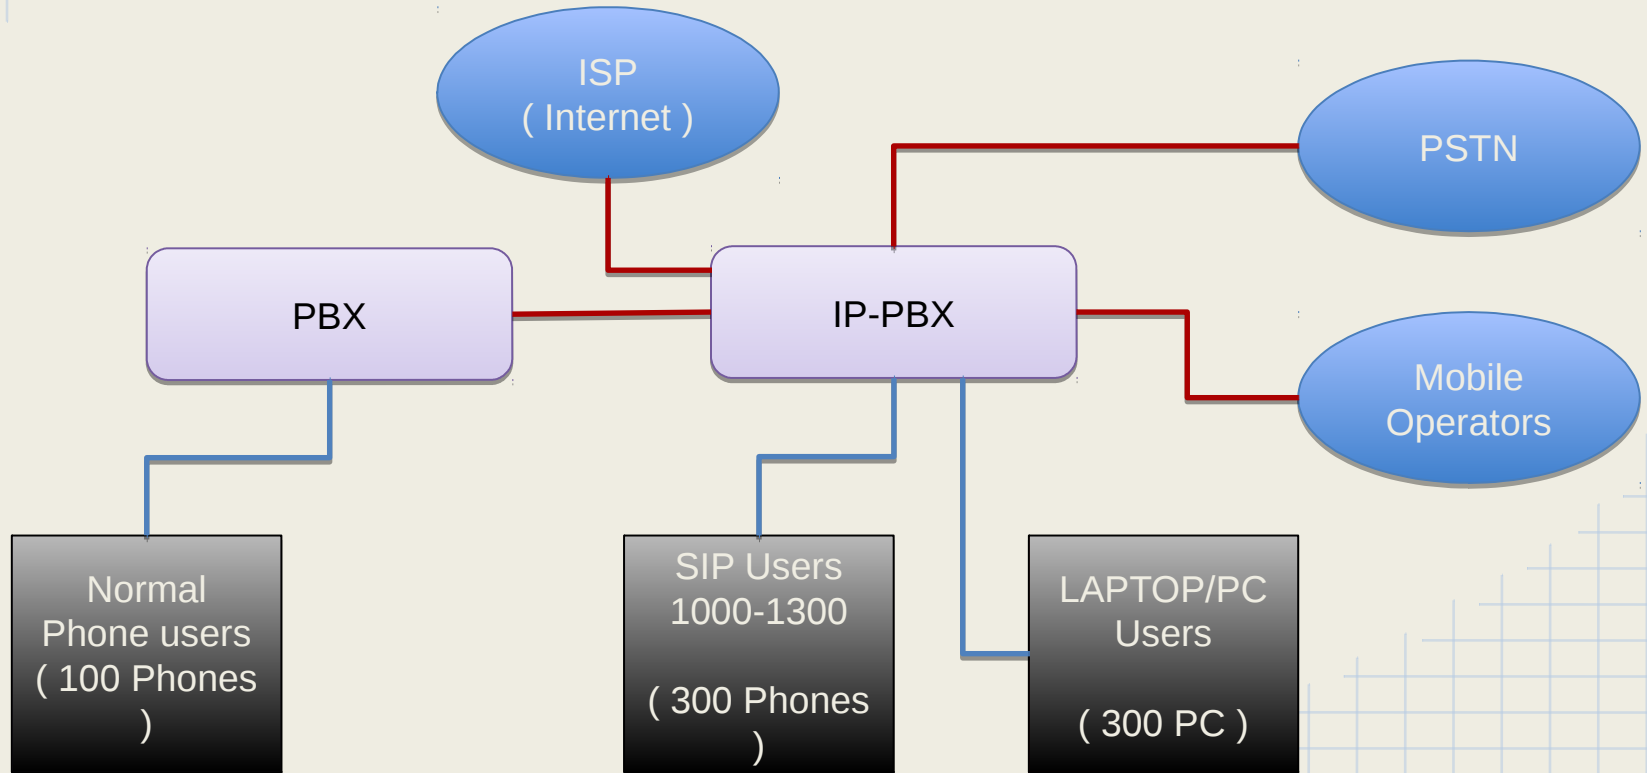 ISP
( Internet )
PSTN
PBX
IP-PBX
Mobile
Operators
Normal
Phone users
( 100 Phones
)
SIP Users
1000-1300
( 300 Phones
)
LAPTOP/PC
Users
( 300 PC )